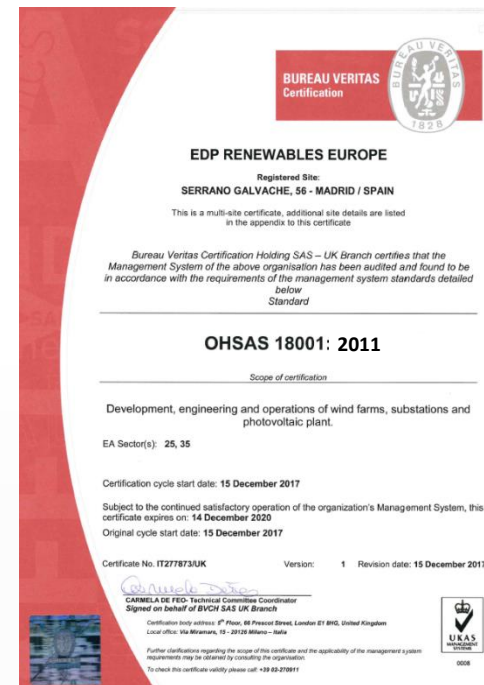 BUREAU VERITAS
Certification
BUREAU VERITAS
1828
EDP RENEWABLES EUROPE
Registered Site:
SERRANO GALVACHE, 56 - MADRID / SPAIN
This is a multi-site certificate, additional site details are listed
in the appendix to this certificate
Bureau Veritas Certification Holding SAS – UK Branch certifies that the
Management System of the above organisation has been audited and found to be
in accordance with the requirements of the management system standards detailed
below
Standard
OHSAS 18001: 2011
Scope of certification
Development, engineering and operations of wind farms, substations and
photovoltaic plant.
EA Sector(s): 25, 35
Certification cycle start date: 15 December 2017
Subject to the continued satisfactory operation of the organization's Management System, this
certificate expires on: 14 December 2020
Original cycle start date: 15 December 2017
Certificate No. IT277873/UK Version: 1 Revision date: 15 December 2017
CARMELA DE FEO- Technical Committee Coordinator
Signed on behalf of BVCH SAS UK Branch
Certification body address: 5th Floor, 66 Prescot Street, London E1 8HG, United Kingdom
Local office: Via Miramare, 15 - 20126 Milano – Italia
Further clarifications regarding the scope of this certificate and the applicability of the management system
requirements may be obtained by consulting the organisation.
To check this certificate validity please call: +39 02-270911
UKAS
MANAGEMENT
SYSTEMS
0008